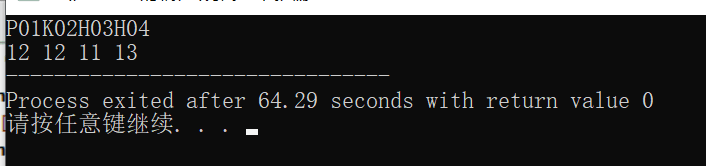 P01K02H03H04
12 12 11 13
--------------------------------
Process exited after 64.29 seconds with return value 0
请按任意键继续. . .